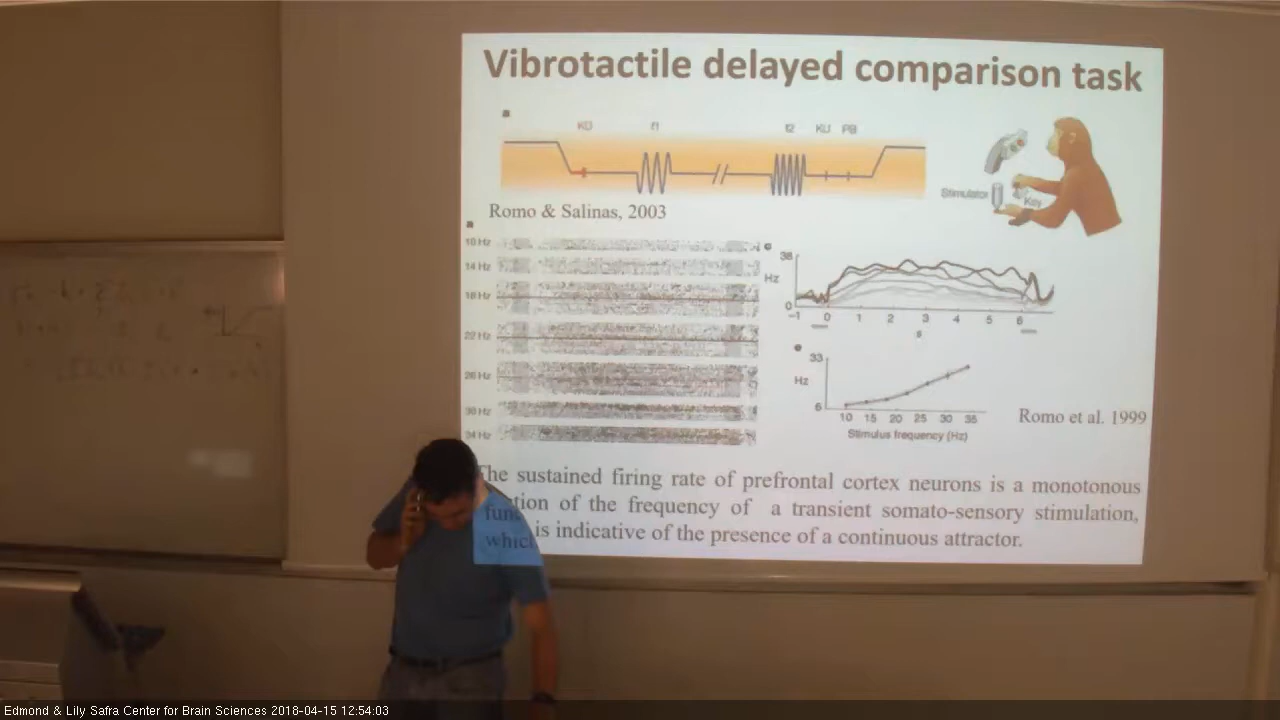 Vibrotactile delayed comparison task
KD f1 f2 KU PB
Stimulator
Key
Romo & Salinas, 2003
10 Hz
14 Hz
18 Hz
22 Hz
26 Hz
30 Hz
34 Hz
c
38
Hz
0
-1 0 1 2 3 4 5 6
s
33
Hz
6
10 15 20 25 30 35
Stimulus frequency (Hz)
Romo et al. 1999
The sustained firing rate of prefrontal cortex neurons is a monotonous
function of the frequency of a transient somato-sensory stimulation,
which is indicative of the presence of a continuous attractor.
Edmond & Lily Safra Center for Brain Sciences 2018-04-15 12:54:03